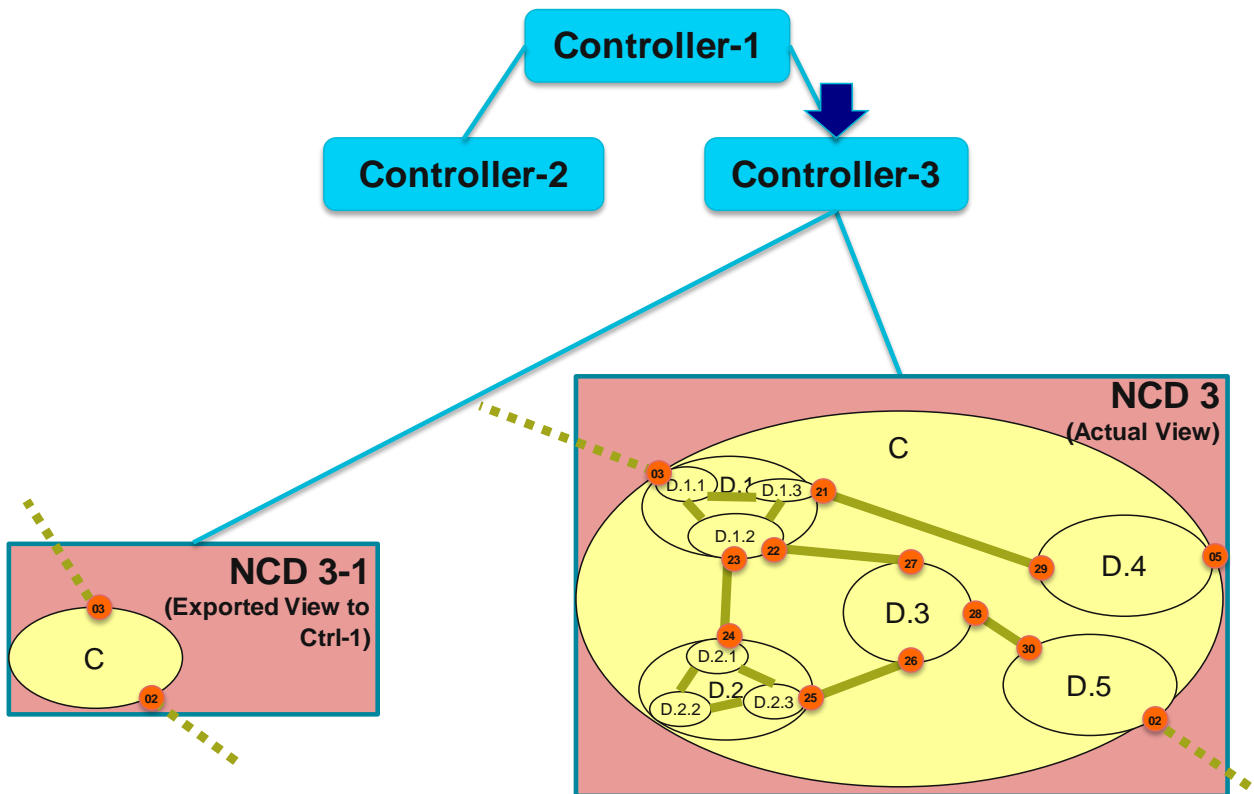 Controller-1
Controller-2
Controller-3
NCD 3
(Actual View)
C
03
D.1.1
D.1
D.1.3
21
D.1.2
22
23
27
29
D.4
05
D.3
28
24
26
30
D.2.1
D.2
D.2.2
D.2.3
25
D.5
02
NCD 3-1
(Exported View to
Ctrl-1)
03
C
02